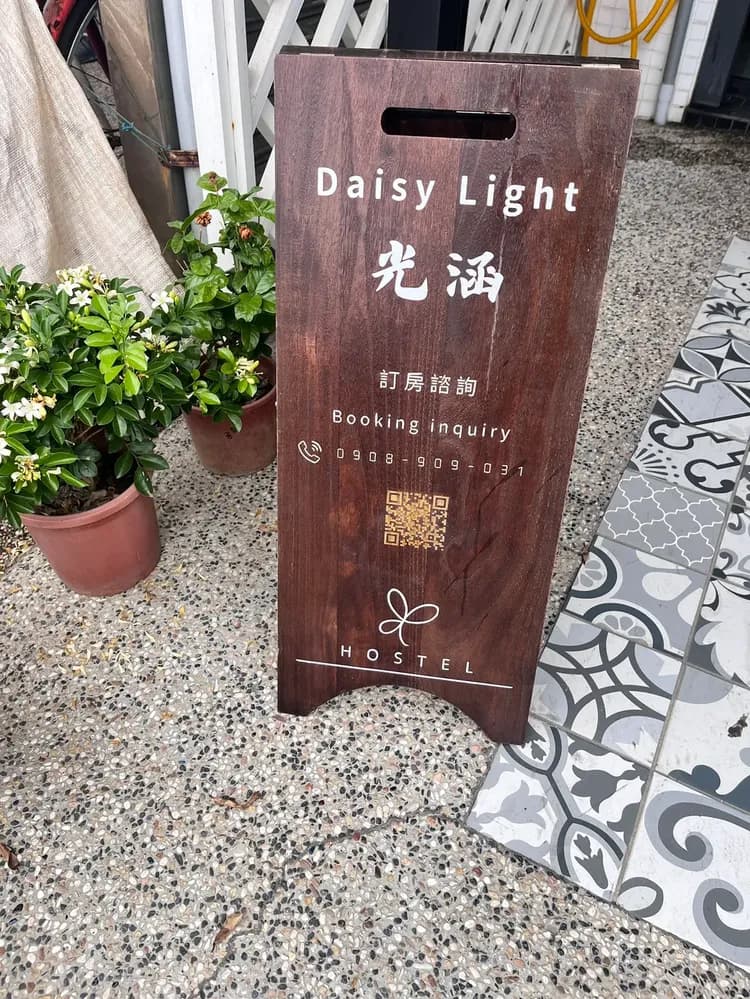 Daisy Light
光涵
訂房諮詢
Booking inquiry
0908-909-031
HOSTEL